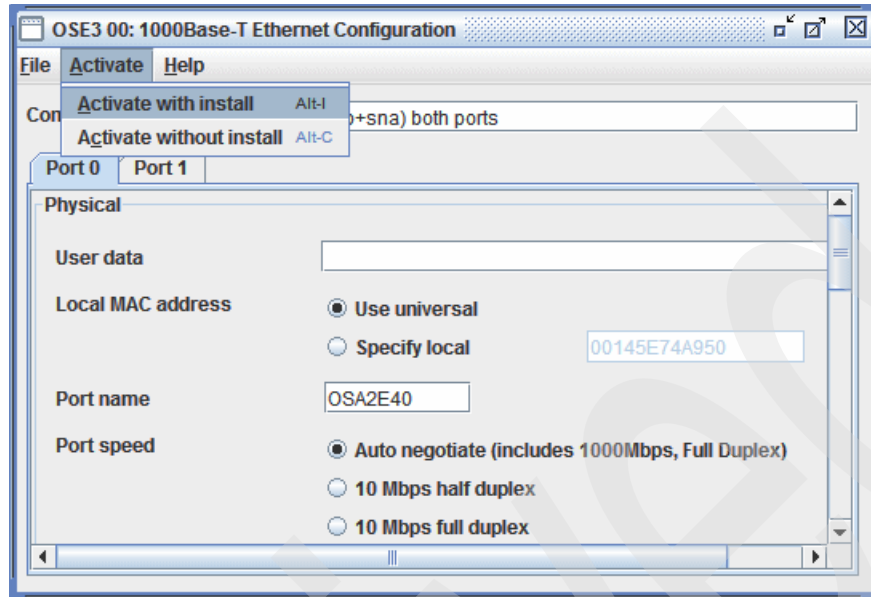 OSE3 00: 1000Base-T Ethernet Configuration
File Activate Help
Activate with install Alt-I
Con +sna) both ports
Activate without install Alt-C
Port 0 Port 1
Physical
User data
Local MAC address Use universal
Specify local 00145E74A950
Port name OSA2E40
Port speed Auto negotiate (includes 1000Mbps, Full Duplex)
10 Mbps half duplex
10 Mbps full duplex